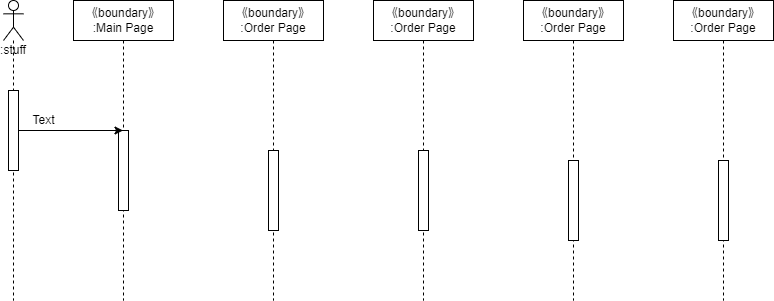 《boundary》
:Main Page
《boundary》
:Order Page
《boundary》
:Order Page
《boundary》
:Order Page
《boundary》
:Order Page
:stuff
Text